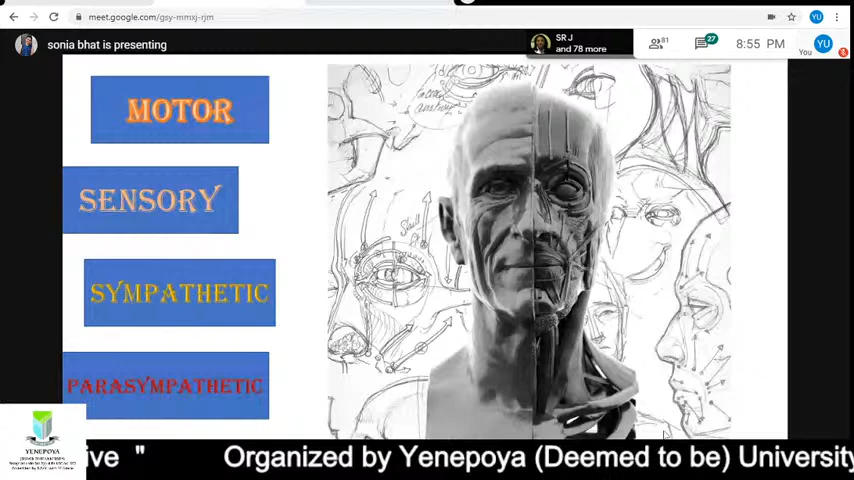 meet.google.com/gsy-mmxj-rjm
YU
sonia bhat is presenting
SR J
and 78 more
81
27
8:55 PM
You
YU
MOTOR
SENSORY
SYMPATHETIC
PARASYMPATHETIC
YENEPOYA
ive " Organized by Yenepoya (Deemed to be) University